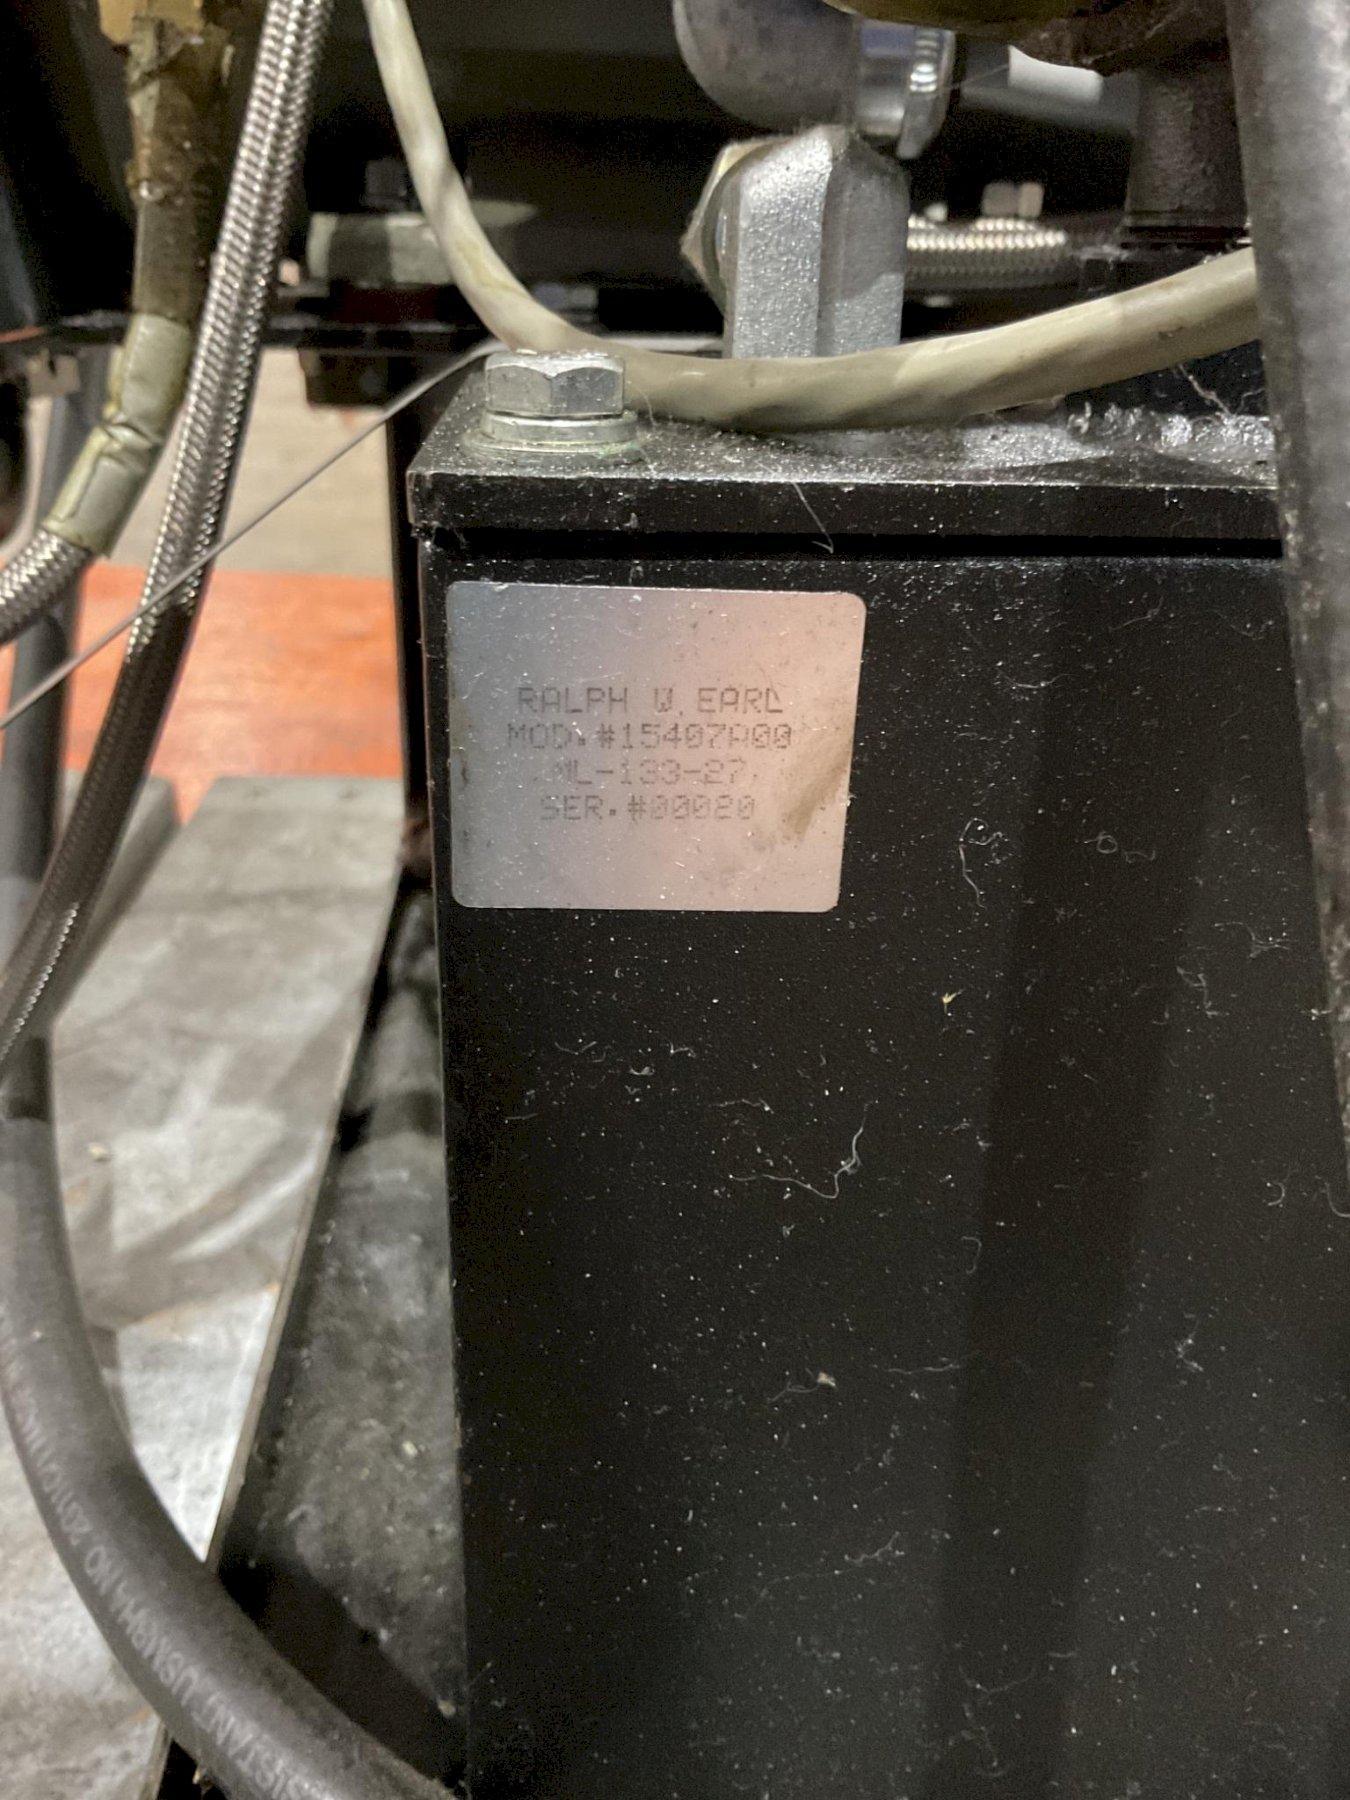 RALPH W. EARL
MOD.#15407A00
ML-133-27
SER.#00020